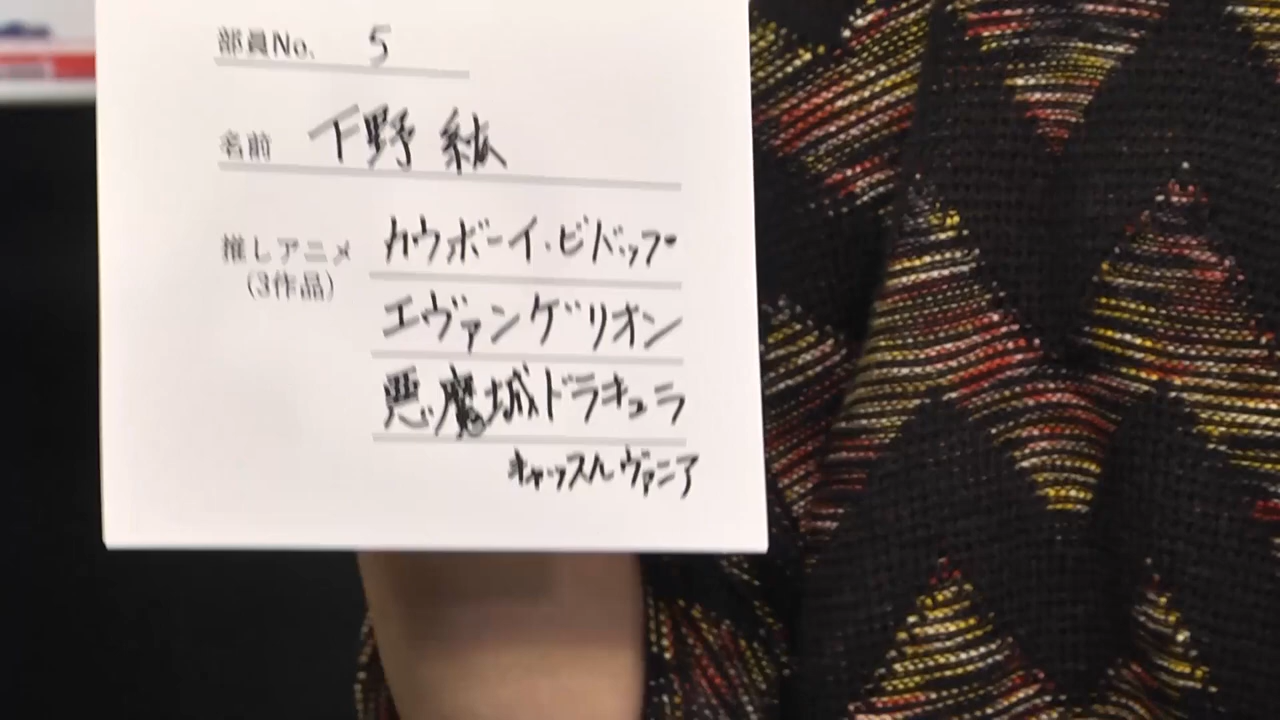 部員No. 5
名前 下野 紘
推しアニメ カウボーイ・ビバップ
(3作品) エヴァンゲリオン
悪魔城ドラキュラ
キャッスルヴァニア